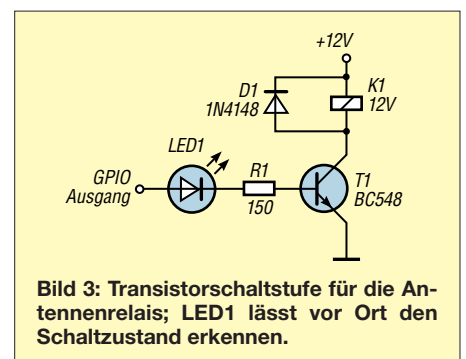 +12V
D1
1N4148
K1
12V
LED1
GPIO
Ausgang
R1
150
T1
BC548
Bild 3: Transistorschaltstufe für die An-
tennenrelais; LED1 lässt vor Ort den
Schaltzustand erkennen.